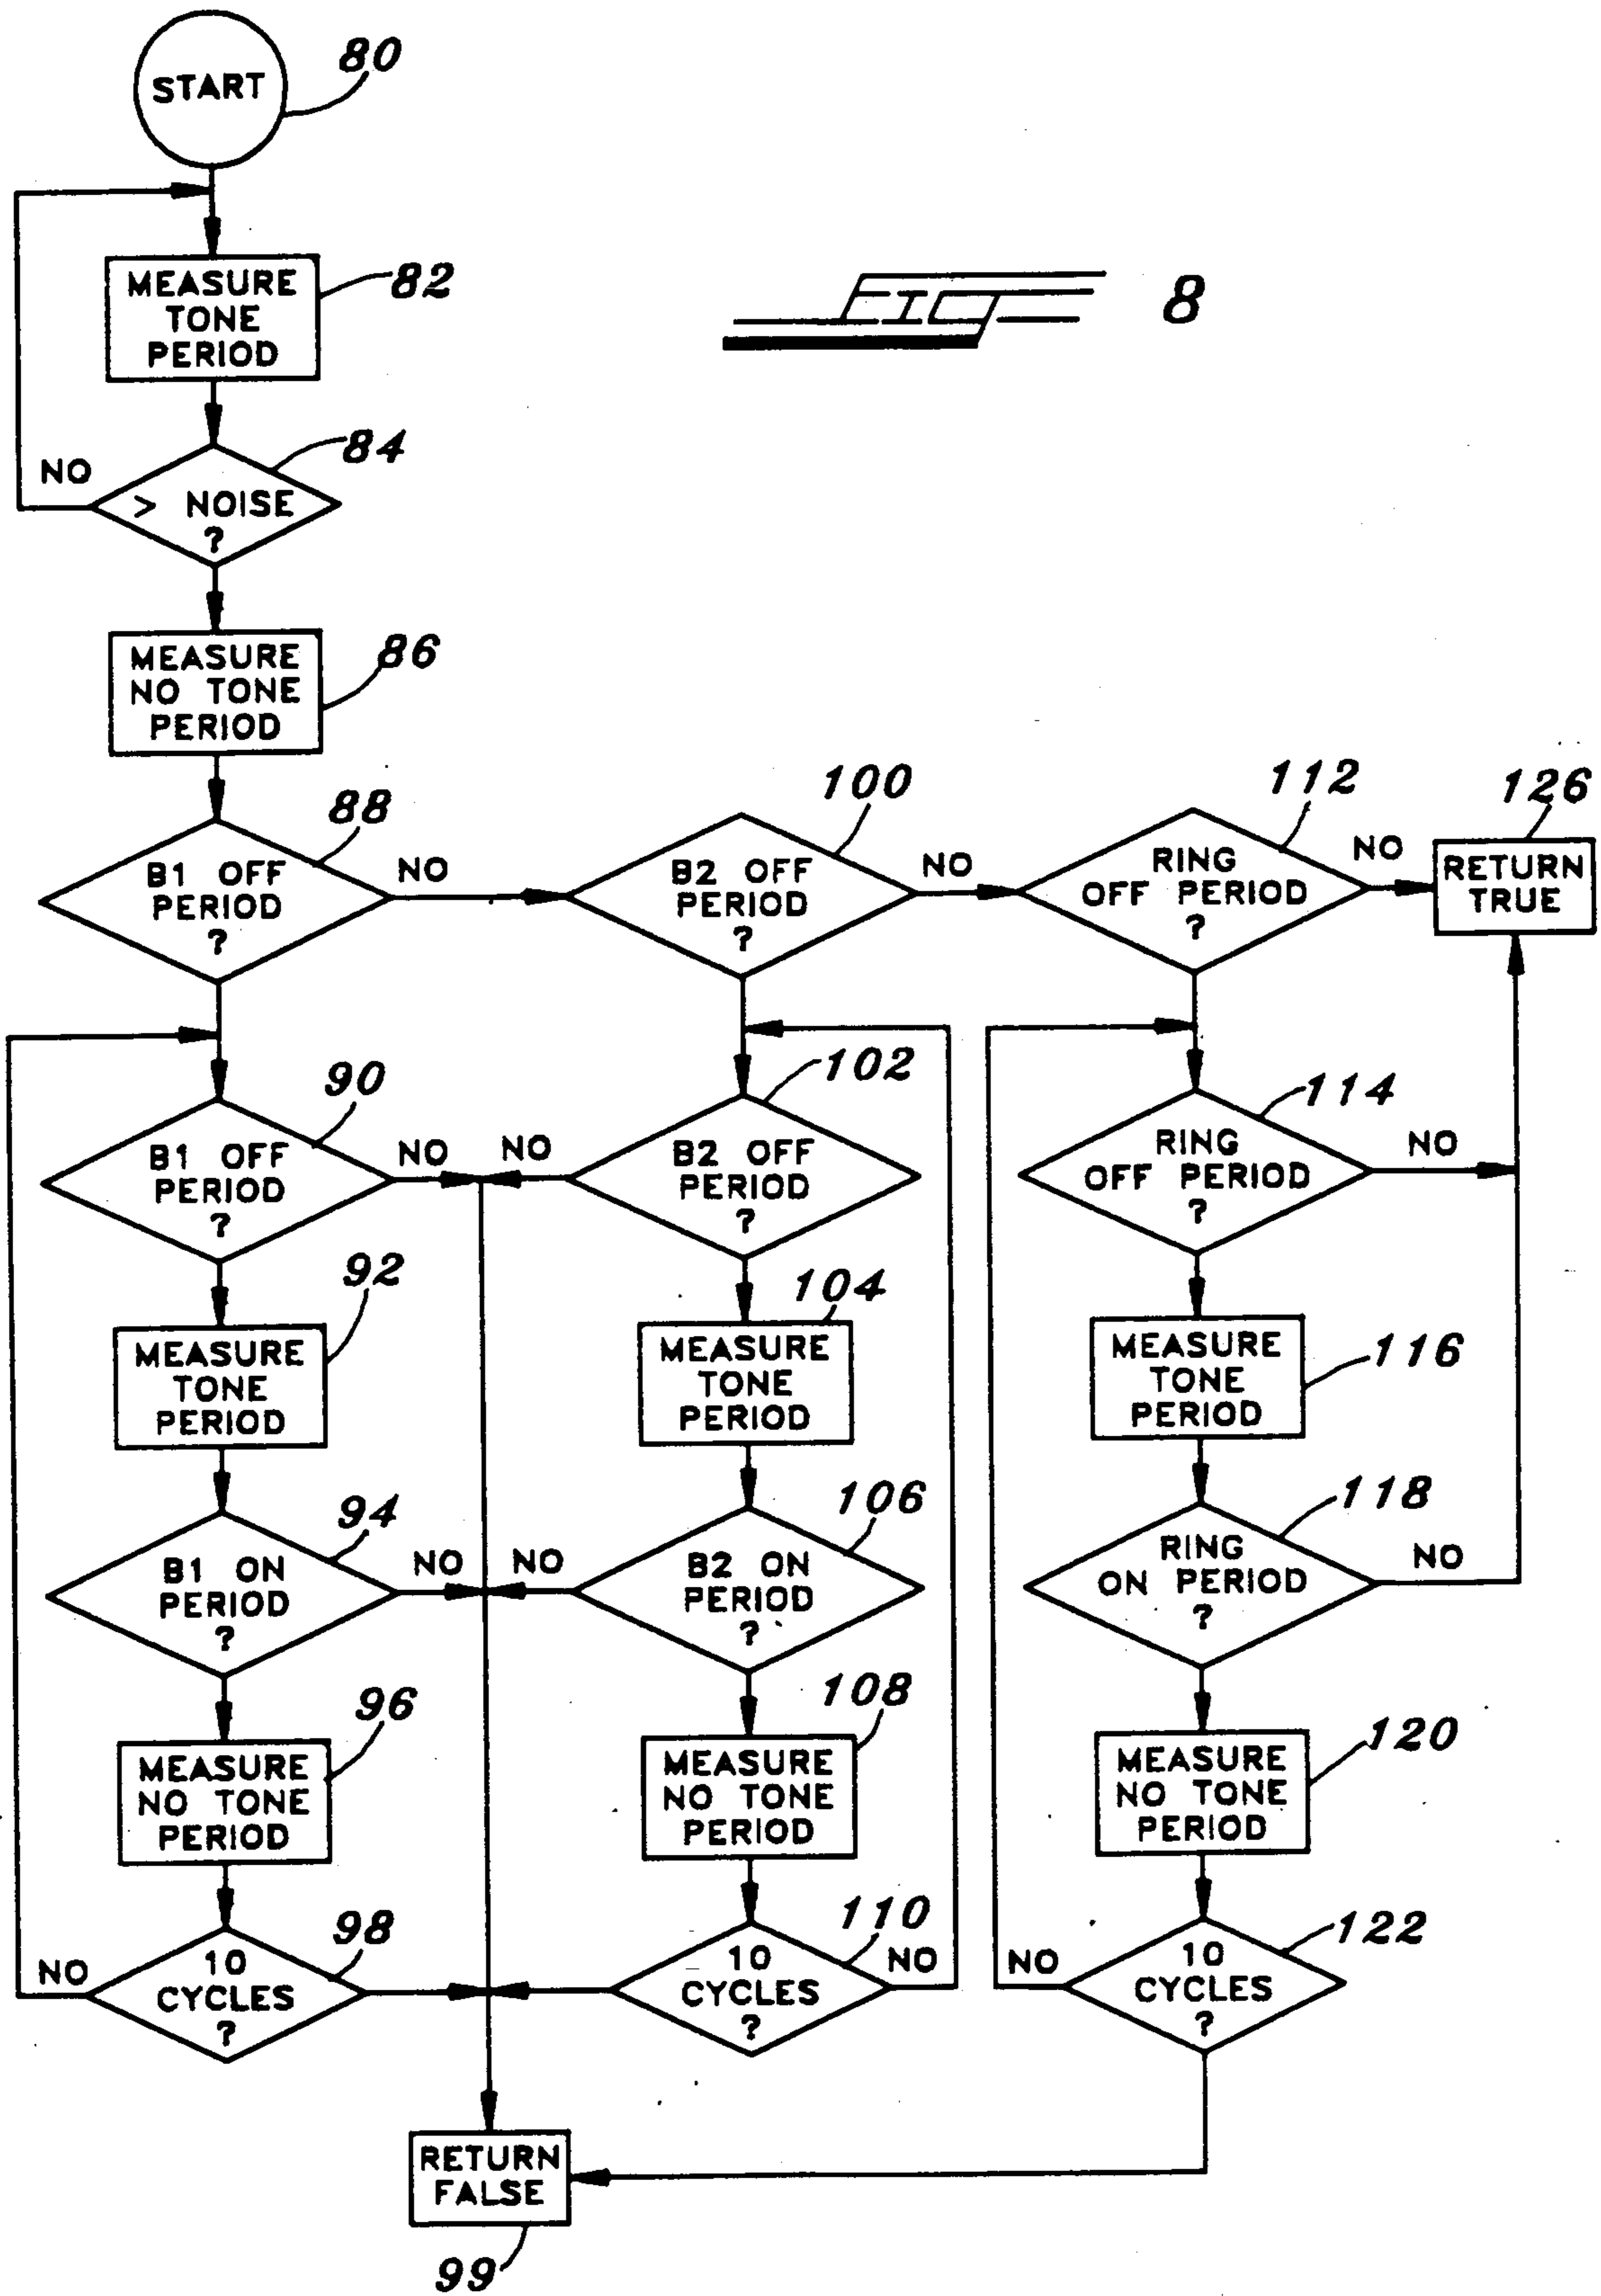 START
80
MEASURE
TONE
PERIOD
82
FIG 8
NO
> NOISE
?
84
MEASURE
NO TONE
PERIOD
86
B1 OFF
PERIOD
?
88
NO
B2 OFF
PERIOD
?
100
NO
RING
OFF PERIOD
?
112
NO
RETURN
TRUE
126
B1 OFF
PERIOD
?
90
NO
NO
B2 OFF
PERIOD
?
102
RING
OFF PERIOD
?
114
NO
MEASURE
TONE
PERIOD
92
MEASURE
TONE
PERIOD
104
MEASURE
TONE
PERIOD
116
B1 ON
PERIOD
?
94
NO
NO
B2 ON
PERIOD
?
106
RING
ON PERIOD
?
118
NO
MEASURE
NO TONE
PERIOD
96
MEASURE
NO TONE
PERIOD
108
MEASURE
NO TONE
PERIOD
120
NO
10
CYCLES
?
98
10
CYCLES
?
110
NO
NO
10
CYCLES
?
122
RETURN
FALSE
99